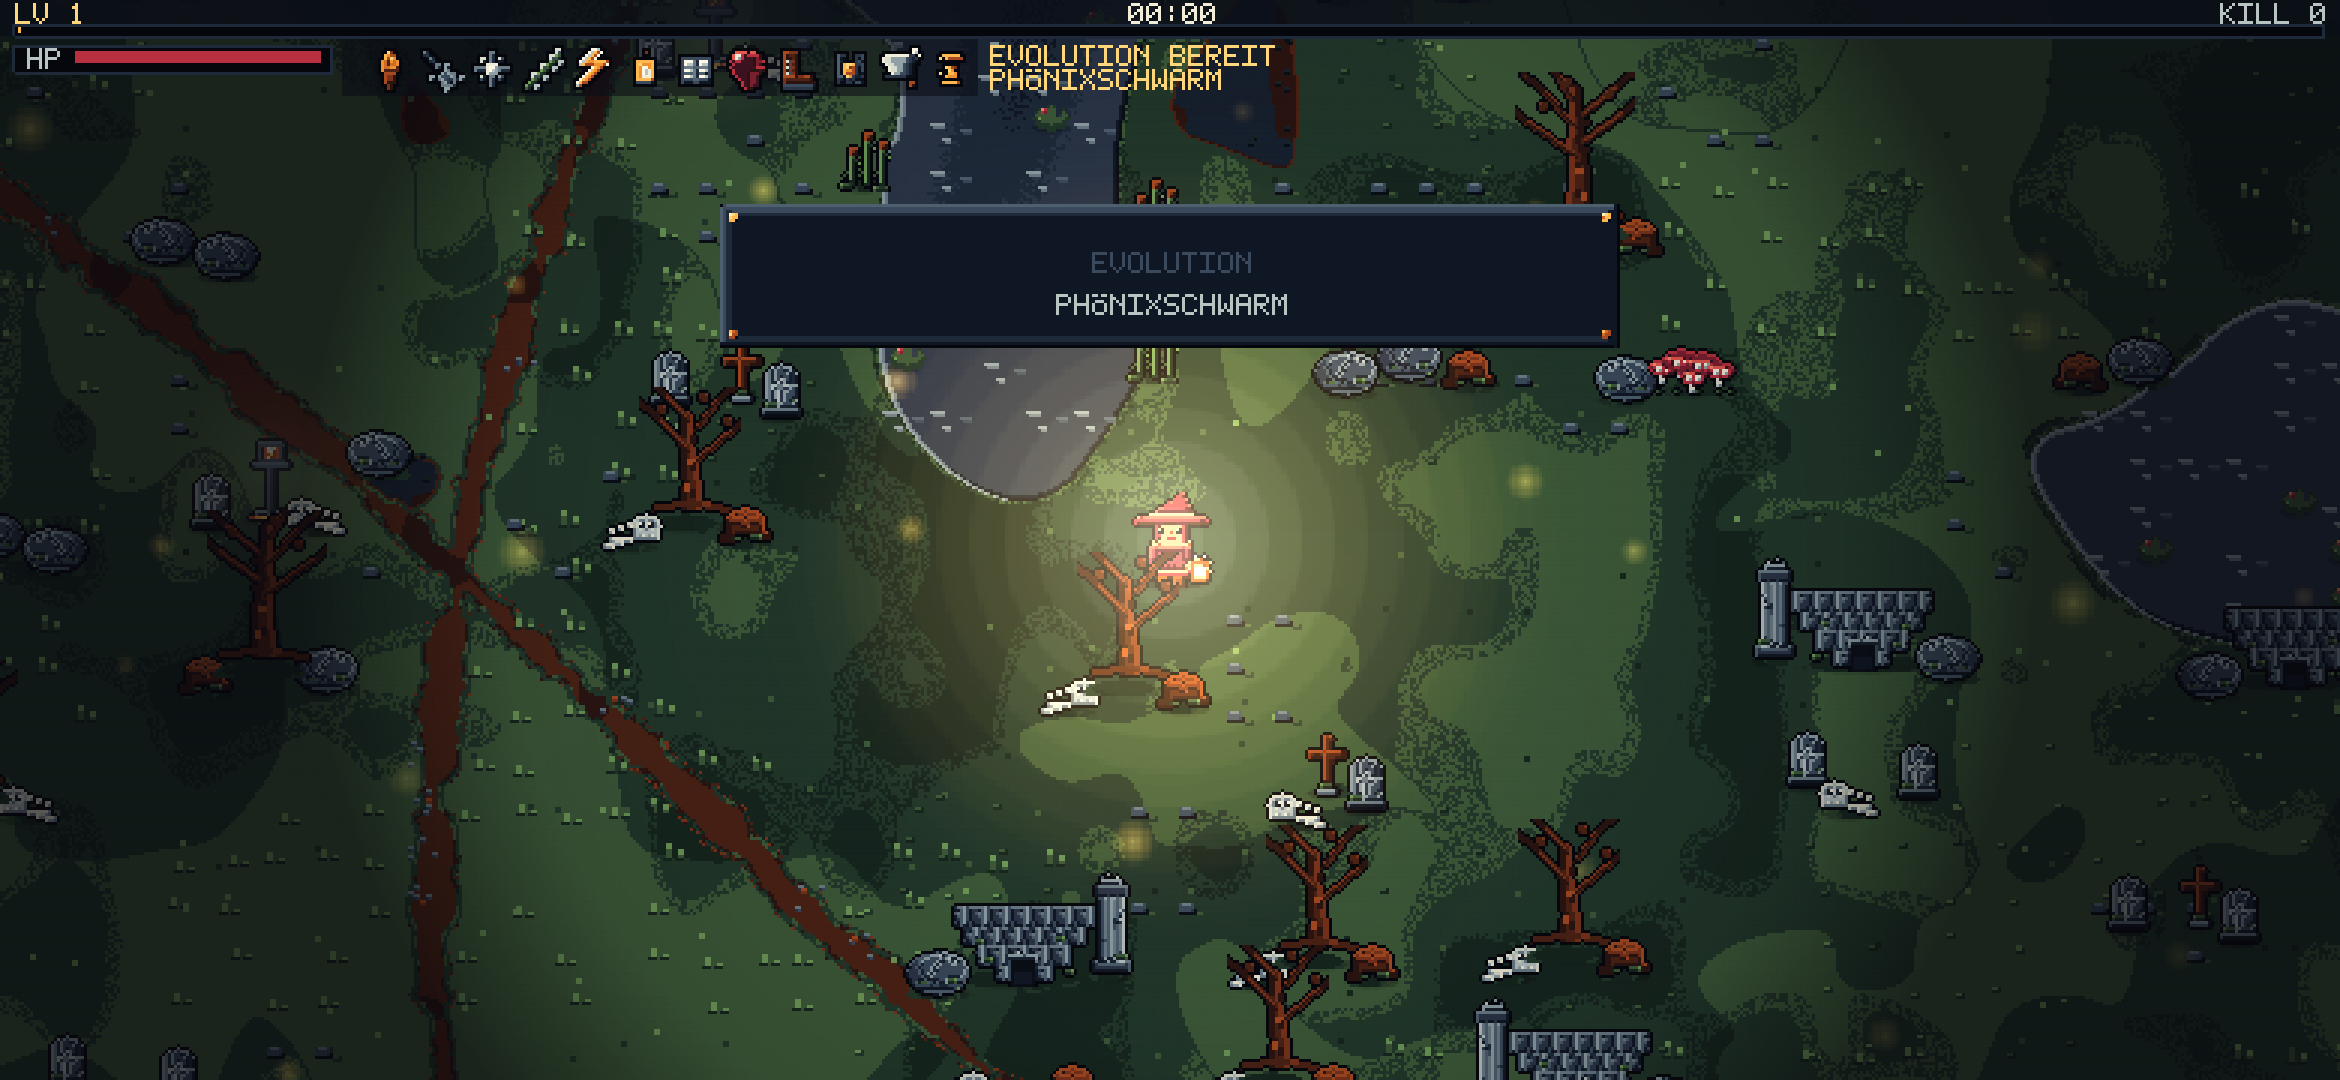 LV 1
00:00
KILL 0
HP
EVOLUTION BEREIT
PHöNIXSCHWARM
EVOLUTION
PHöNIXSCHWARM